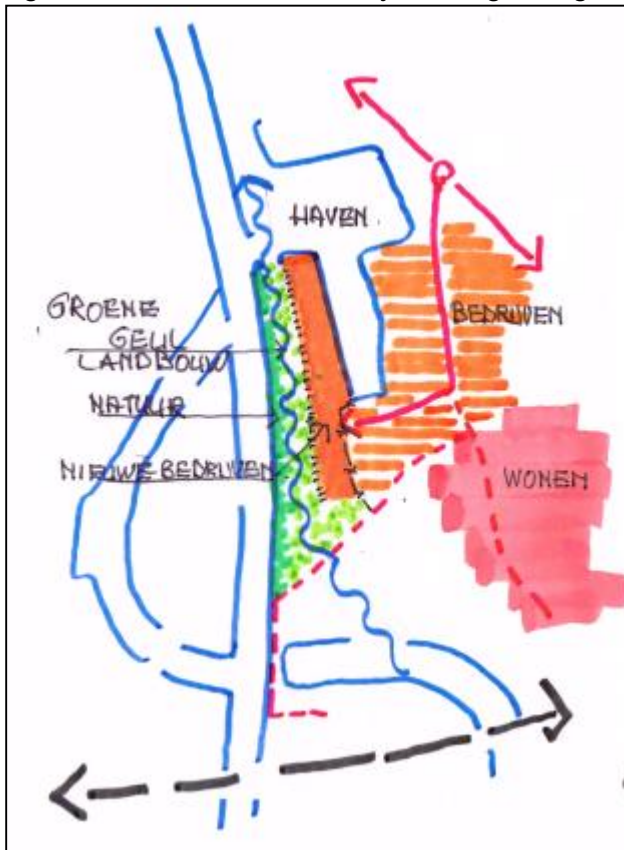 HAVEN
GROENE
GEUL
LANDBOUW
BEDRIJVEN
NATUUR
NIEUWE BEDRIJVEN
WONEN